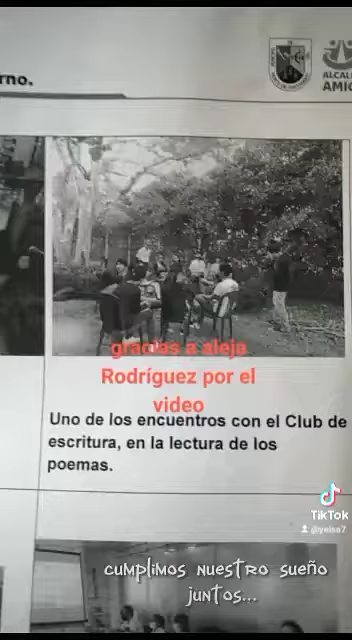 rno.
ALCAL
AMIG
gracias a aleja
Rodríguez por el
video
Uno de los encuentros con el Club de
escritura, en la lectura de los
poemas.
TikTok
cumplimos nuestro sueño
juntos...